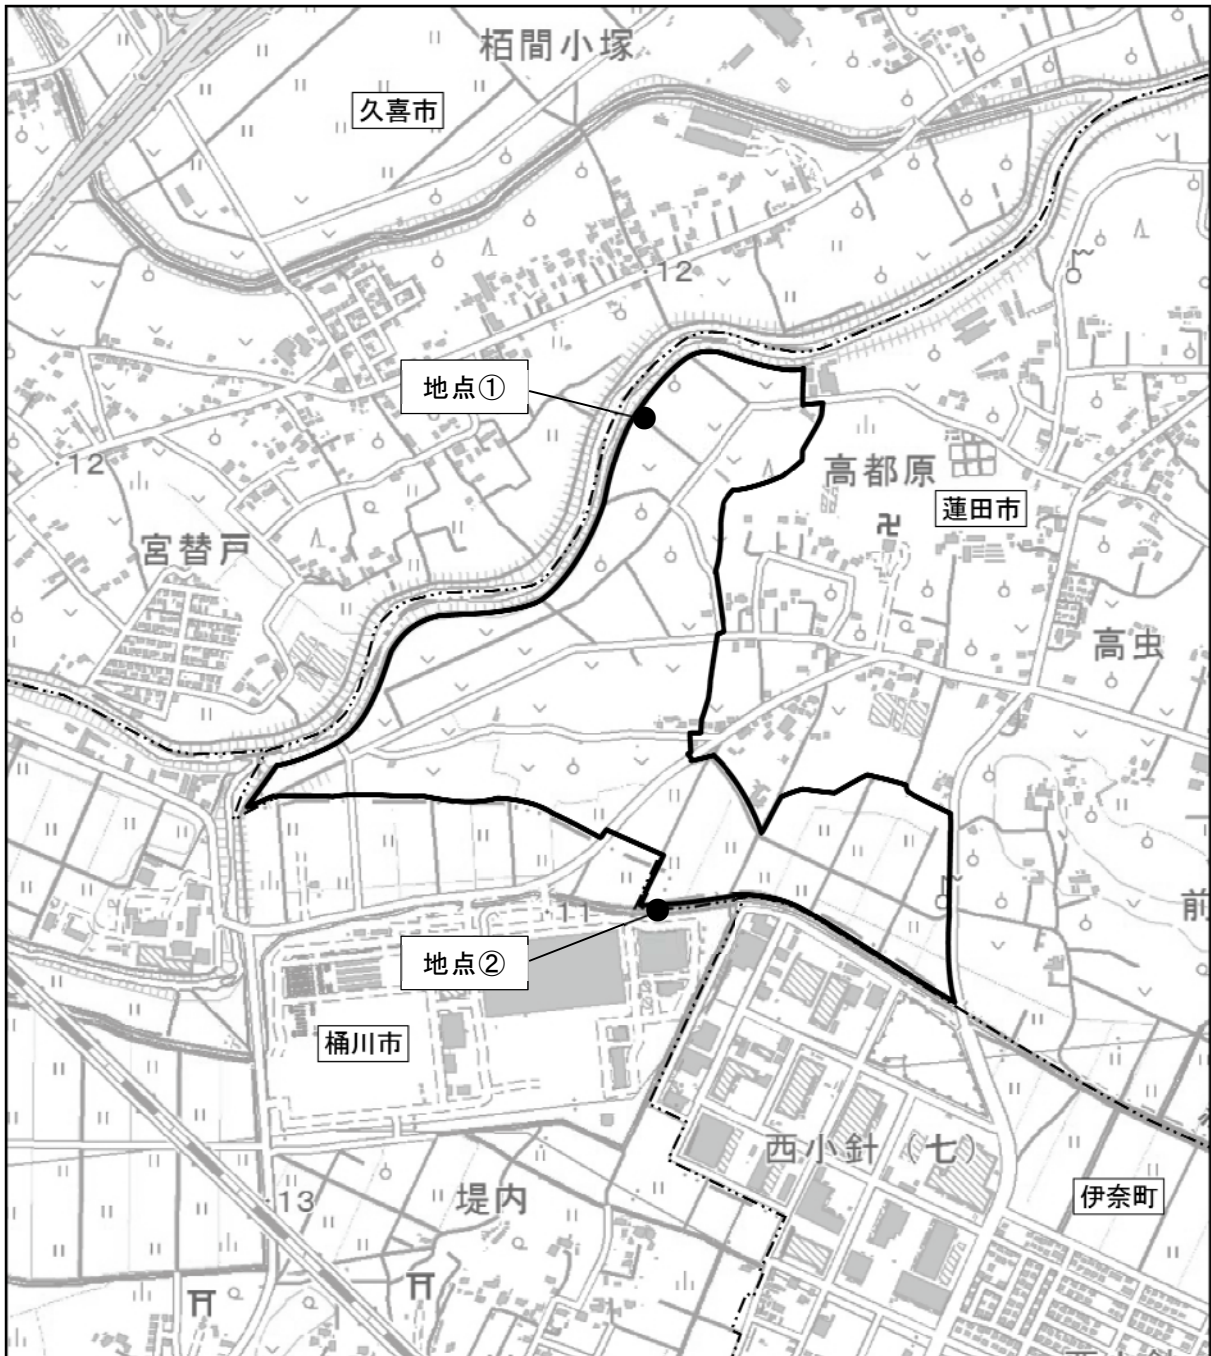 栢間小塚
久喜市
12
地点①
12
高都原
蓮田市
宮替戸
高虫
前
11
地点②
桶川市
西小針（七）
13
堤内
伊奈町